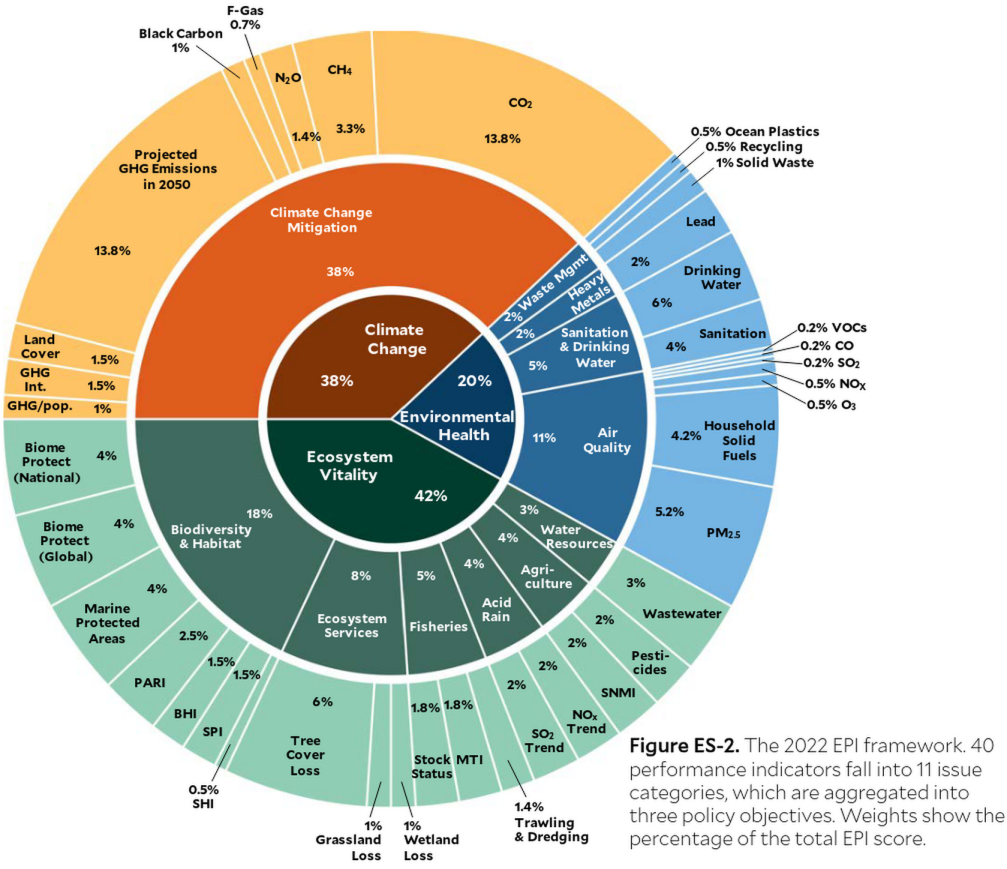 F-Gas
0.7%
Black Carbon
1%
N₂O
1.4%
CH₄
3.3%
CO₂
13.8%
Projected
GHG Emissions
in 2050
13.8%
Land
Cover
1.5%
GHG
Int.
1.5%
GHG/pop.
1%
Climate Change
Mitigation
38%
Climate
Change
38%
0.5% Ocean Plastics
0.5% Recycling
1% Solid Waste
Lead
2%
Drinking
Water
6%
Sanitation
4%
0.2% VOCs
0.2% CO
0.2% SO₂
0.5% NOₓ
0.5% O₃
4.2% Household
Solid
Fuels
5.2%
PM₂.₅
Waste Mgmt
2%
Heavy
Metals
2%
Sanitation
& Drinking
Water
5%
11%
Air
Quality
20%
Environmental
Health
Ecosystem
Vitality
42%
18%
Biodiversity
& Habitat
8%
Ecosystem
Services
5%
Fisheries
4%
Acid
Rain
4%
Agri-
culture
3%
Water
Resources
Biome
Protect
(National)
4%
Biome
Protect
(Global)
4%
Marine
Protected
Areas
4%
2.5%
PARI
1.5%
BHI
1.5%
SPI
0.5%
SHI
6%
Tree
Cover
Loss
1%
Grassland
Loss
1%
Wetland
Loss
1.8%
Stock
Status
1.8%
MTI
1.4%
Trawling
& Dredging
2%
SO₂
Trend
2%
NOₓ
Trend
2%
SNMI
2%
Pesti-
cides
3%
Wastewater
Figure ES-2. The 2022 EPI framework. 40
performance indicators fall into 11 issue
categories, which are aggregated into
three policy objectives. Weights show the
percentage of the total EPI score.